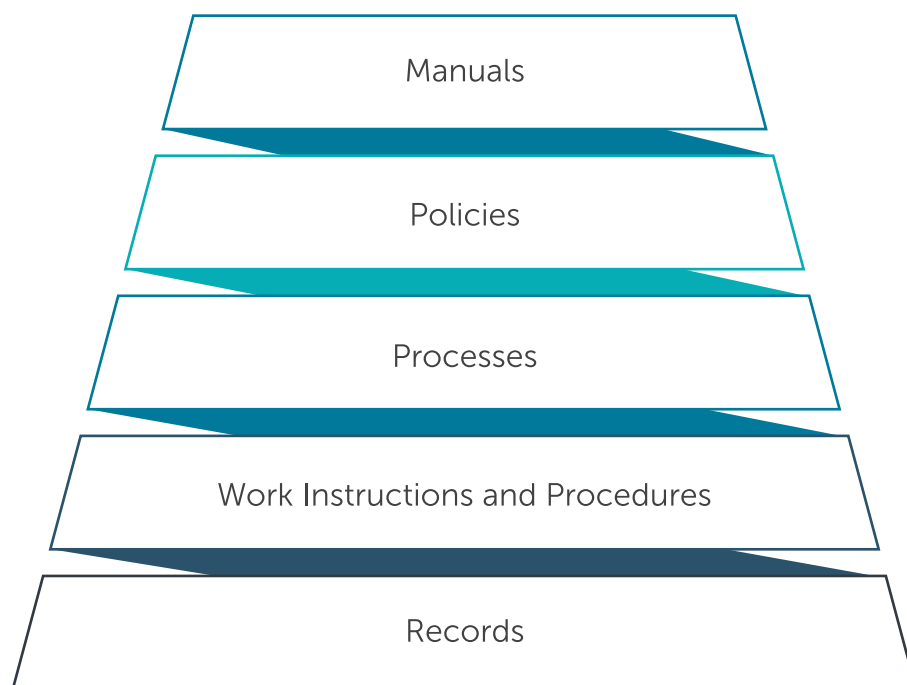 Manuals
Policies
Processes
Work Instructions and Procedures
Records